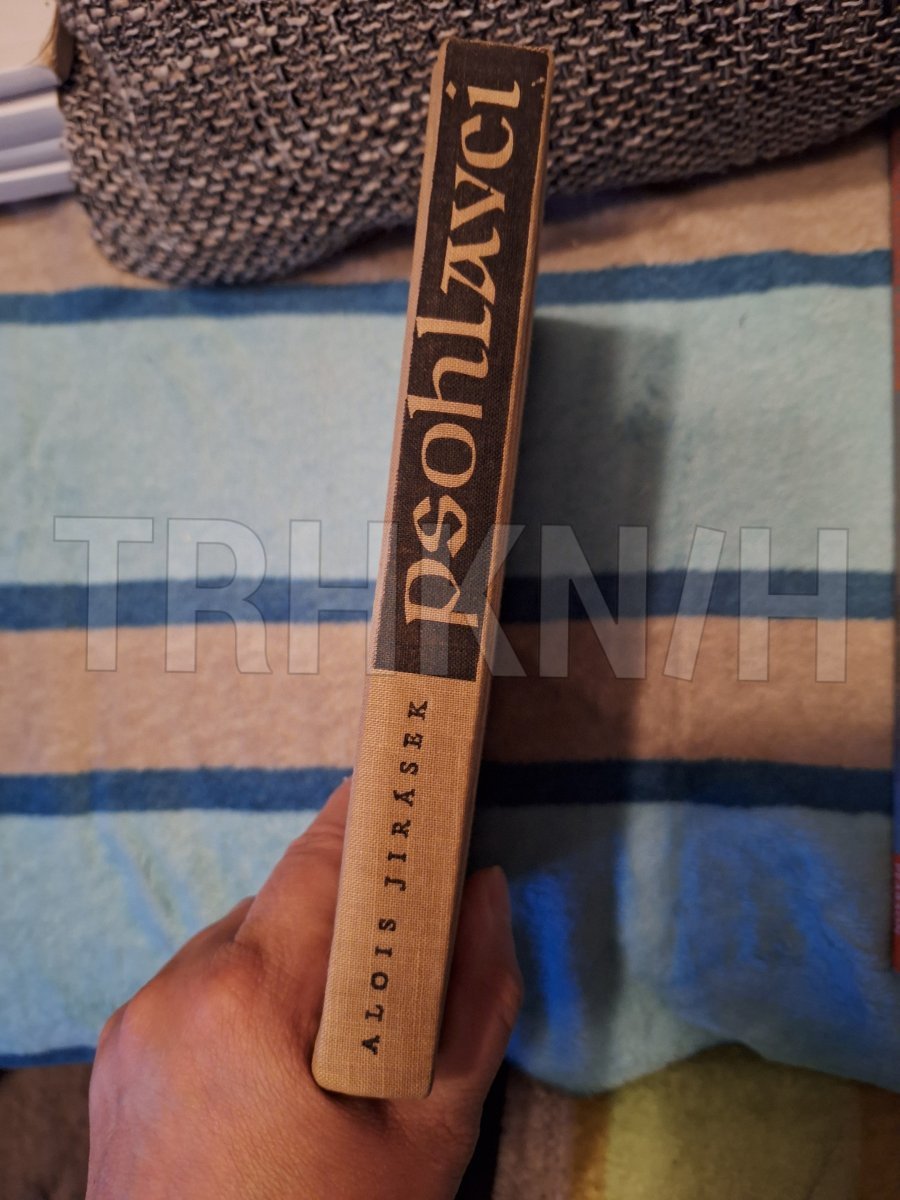 psohlavci
ALOIS JIRÁSEK
TRHKNIH